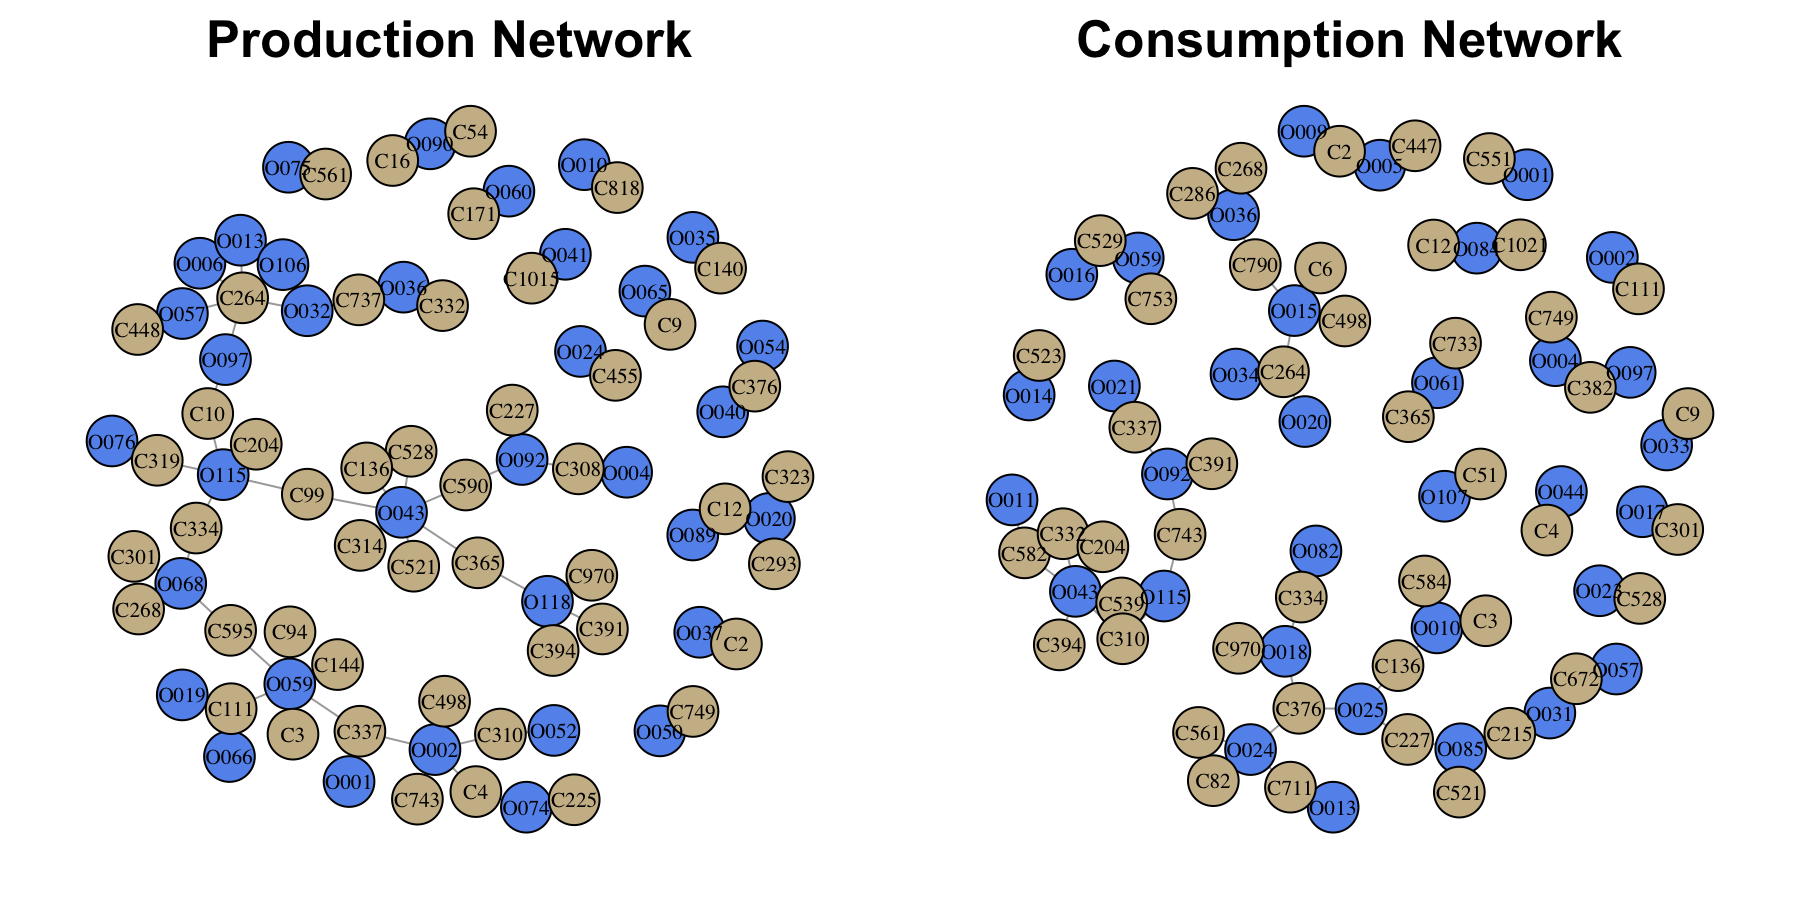 Production Network
O075
C561
C16
O090
C54
C171
O060
O010
C818
O035
C140
O041
C1015
O065
C9
O013
O006
O106
C264
O057
C448
O032
C737
O036
C332
O097
O024
C455
O054
C376
O040
C10
C204
O076
C319
O115
C99
C334
C136
C528
O043
C314
C521
C590
C227
O092
C308
O004
C365
O118
C970
C391
C394
C323
C12
O020
O089
C293
O037
C2
C749
O050
C301
O068
C268
C595
C94
C144
O059
O019
C111
O066
C3
C337
O001
C498
O002
C310
O052
C743
C4
O074
C225
Consumption Network
O009
C2
O005
C447
C551
O001
C268
C286
O036
C529
O059
O016
C753
C790
C6
O015
C498
O034
C264
O020
C12
O084
C1021
O002
C111
C749
O004
C382
O097
C733
O061
C365
C9
O033
C523
O014
O021
C337
O092
C391
C743
O115
O011
C582
C332
C204
O043
C539
C310
C394
C51
O107
O044
C4
O017
C301
O023
C528
O082
C334
C970
O018
C376
O025
C136
O010
C584
C3
C561
O024
C82
C711
O013
C227
O085
C521
C215
O031
C672
O057